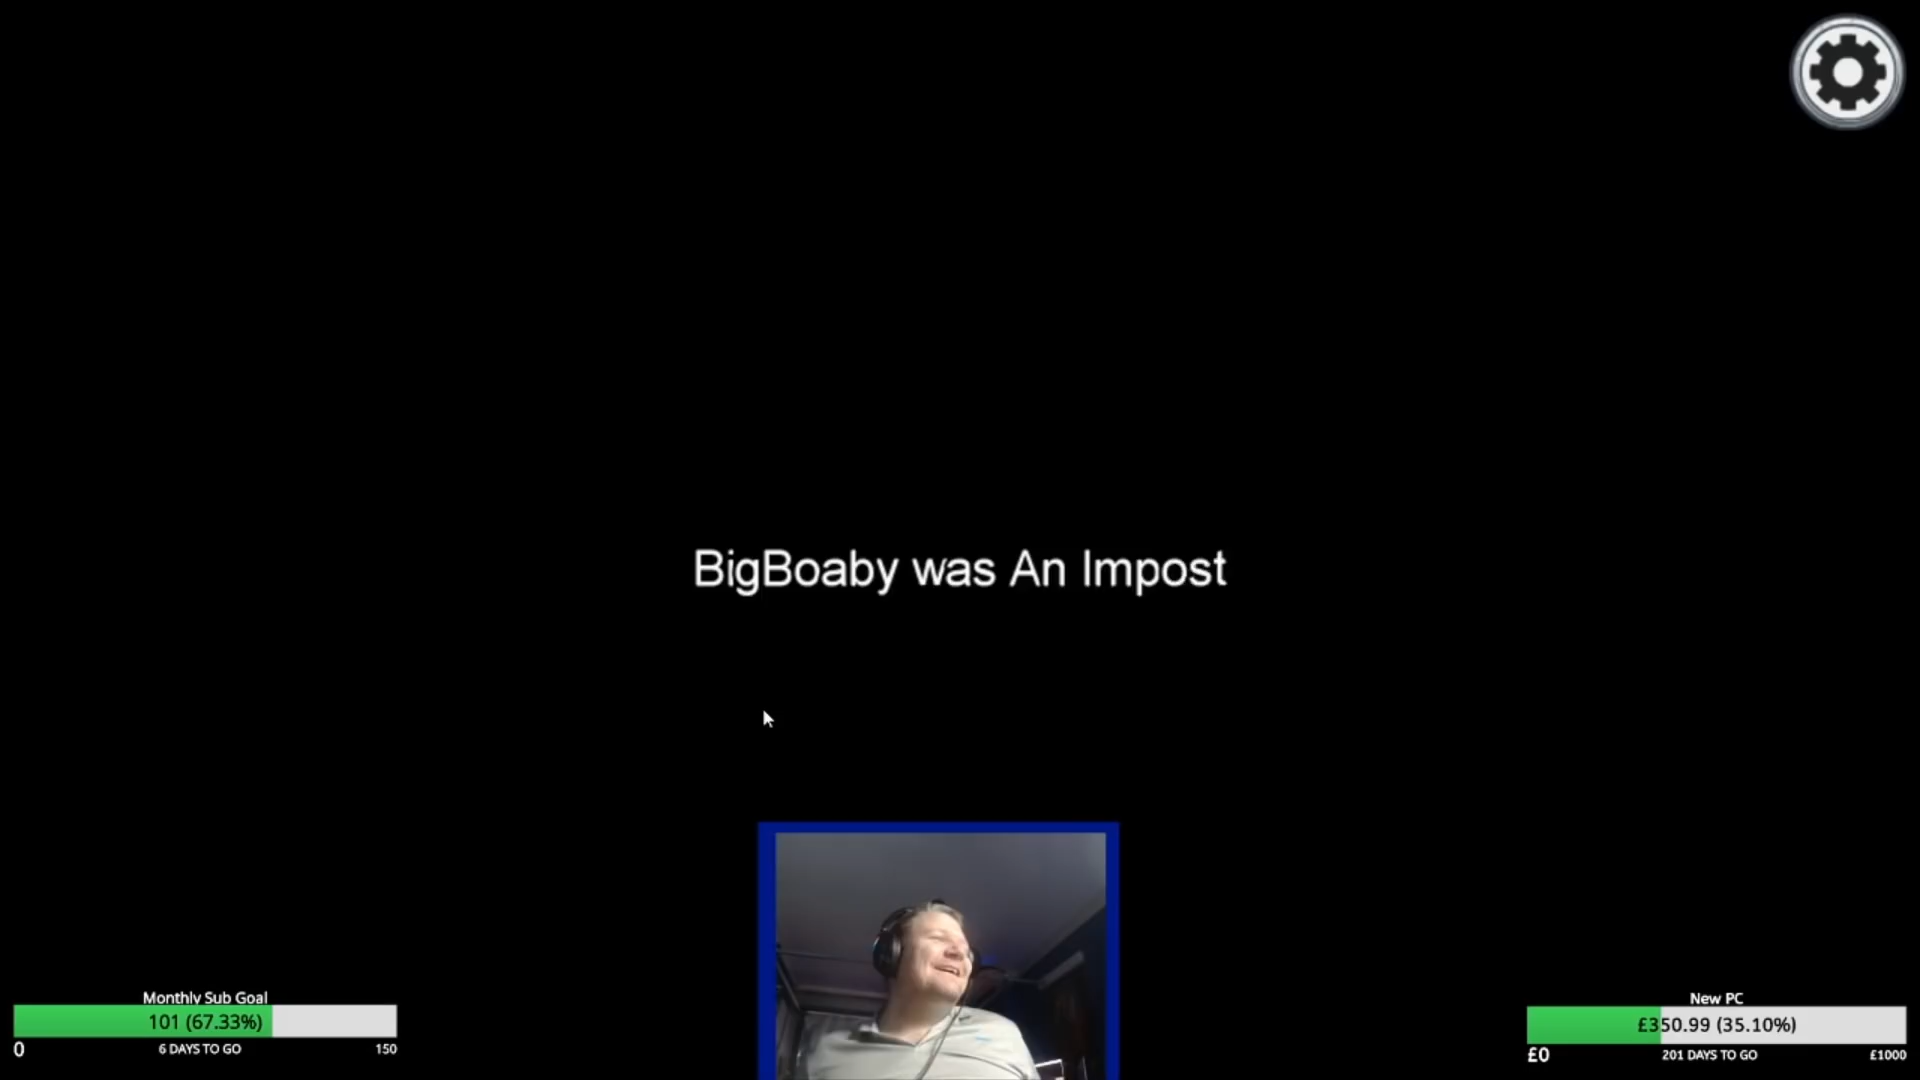 BigBoaby was An Impost
Monthly Sub Goal
101 (67.33%)
0 6 DAYS TO GO 150
New PC
£350.99 (35.10%)
£0 201 DAYS TO GO £1000